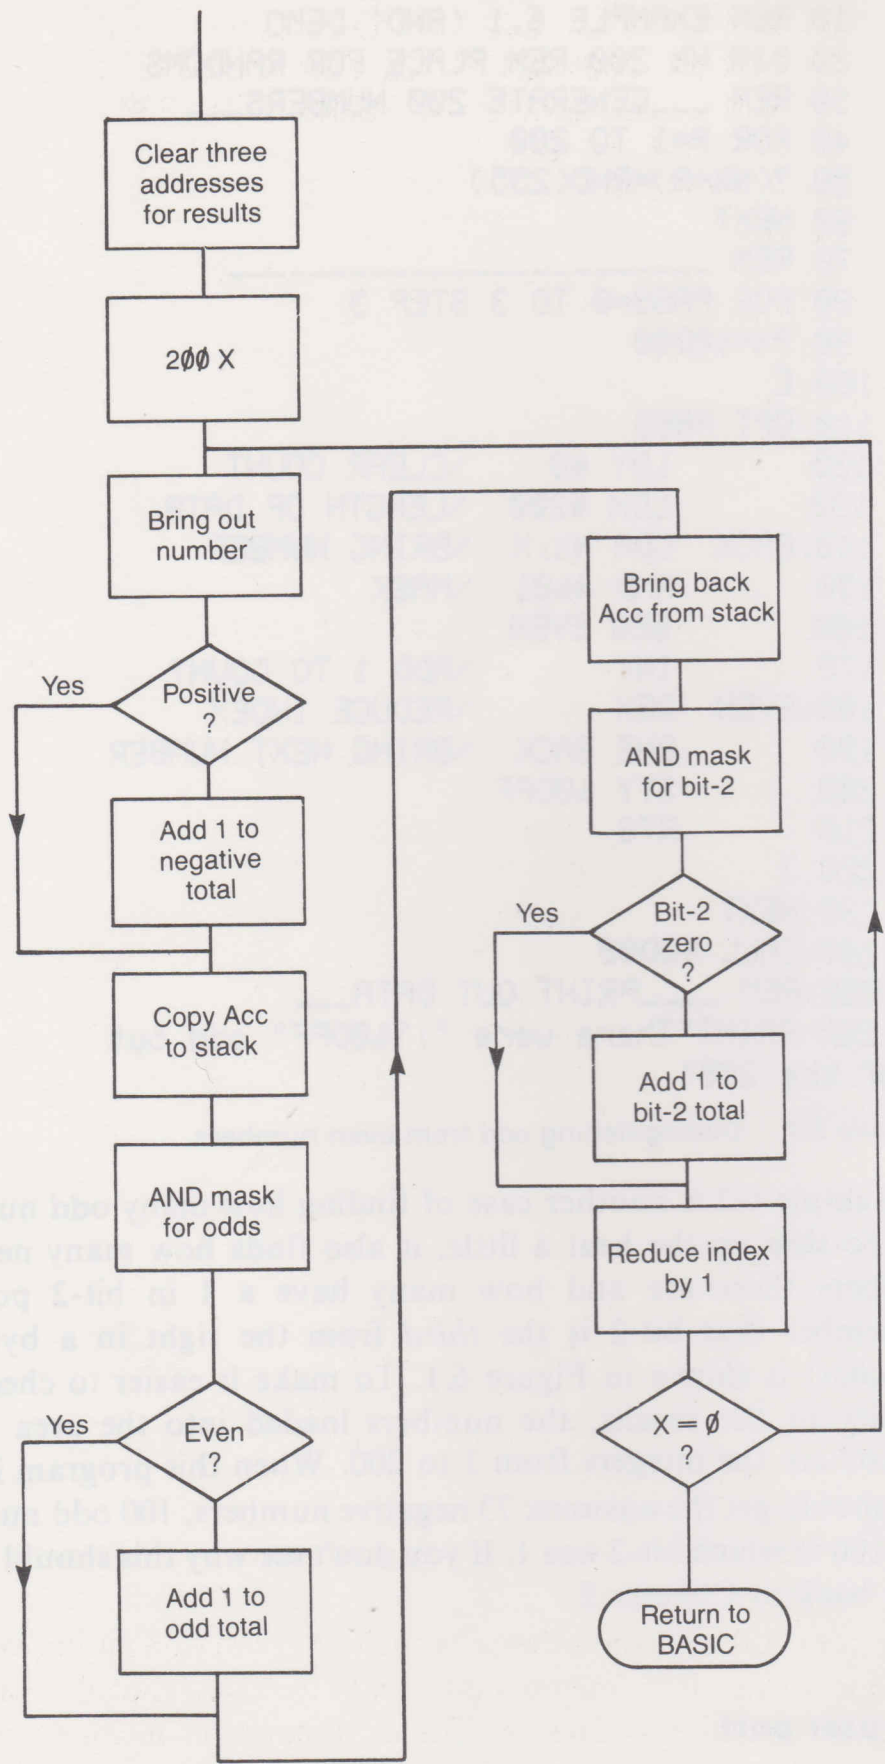 Clear three
addresses
for results
2øø X
Bring out
number
Yes
Positive
?
Add 1 to
negative
total
Copy Acc
to stack
AND mask
for odds
Yes
Even
?
Add 1 to
odd total
Bring back
Acc from stack
AND mask
for bit-2
Yes
Bit-2
zero
?
Add 1 to
bit-2 total
Reduce index
by 1
X = ø
?
Return to
BASIC